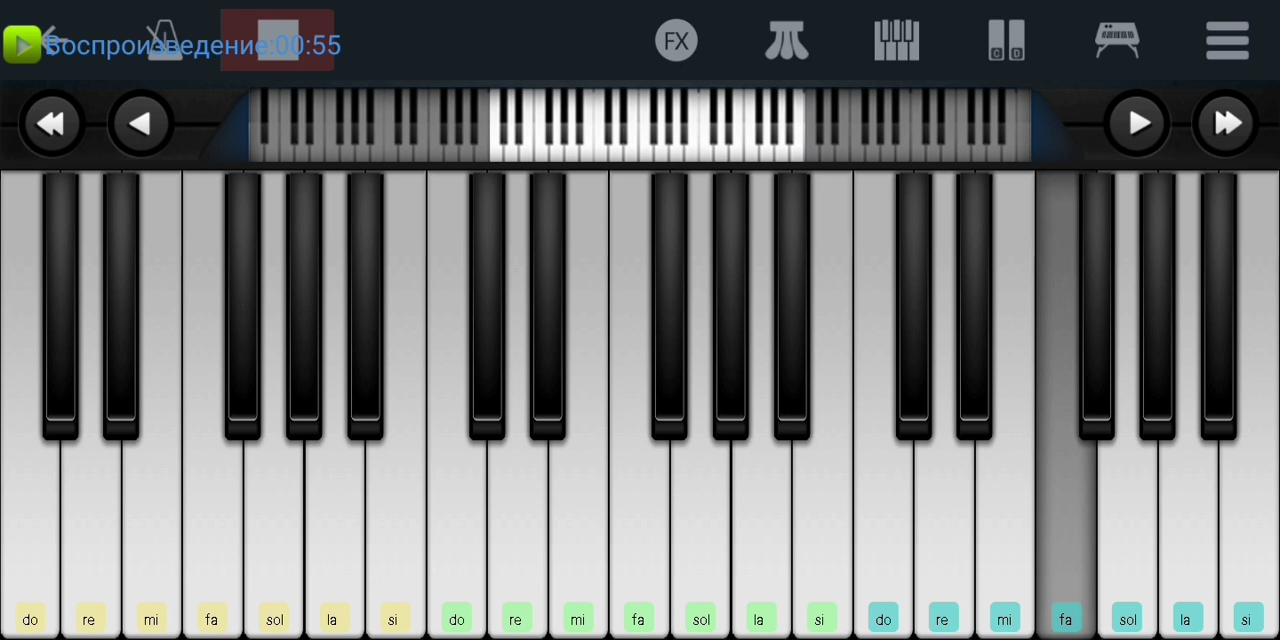 Воспроизведение:00:55
FX
C D
do re mi fa sol la si do re mi fa sol la si do re mi fa sol la si